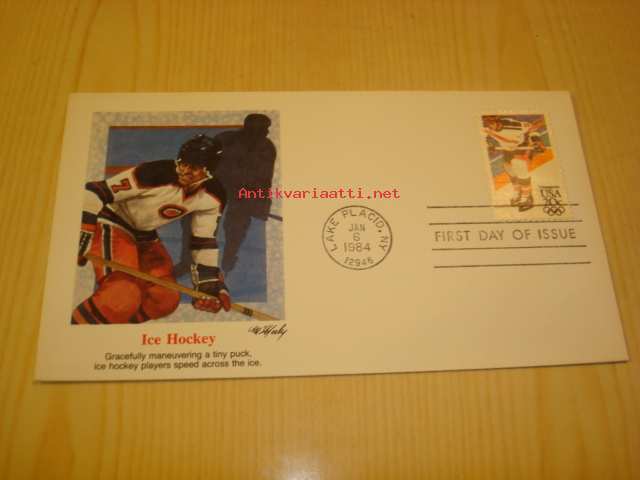 7
C
Antikvariaatti.net
USA
20c
LAKE PLACID, NY
JAN
6
1984
12946
FIRST DAY OF ISSUE
Ice Hockey
Gracefully maneuvering a tiny puck,
ice hockey players speed across the ice.